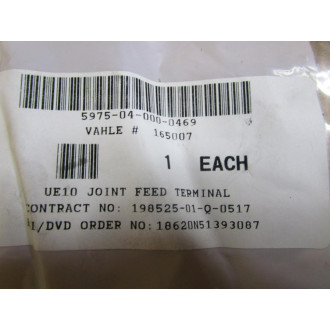 5975-04-000-0469
VAHLE # 165007
1 EACH
UE10 JOINT FEED TERMINAL
CONTRACT NO: 198525-01-Q-0517
I/DVD ORDER NO: 18620N51393087